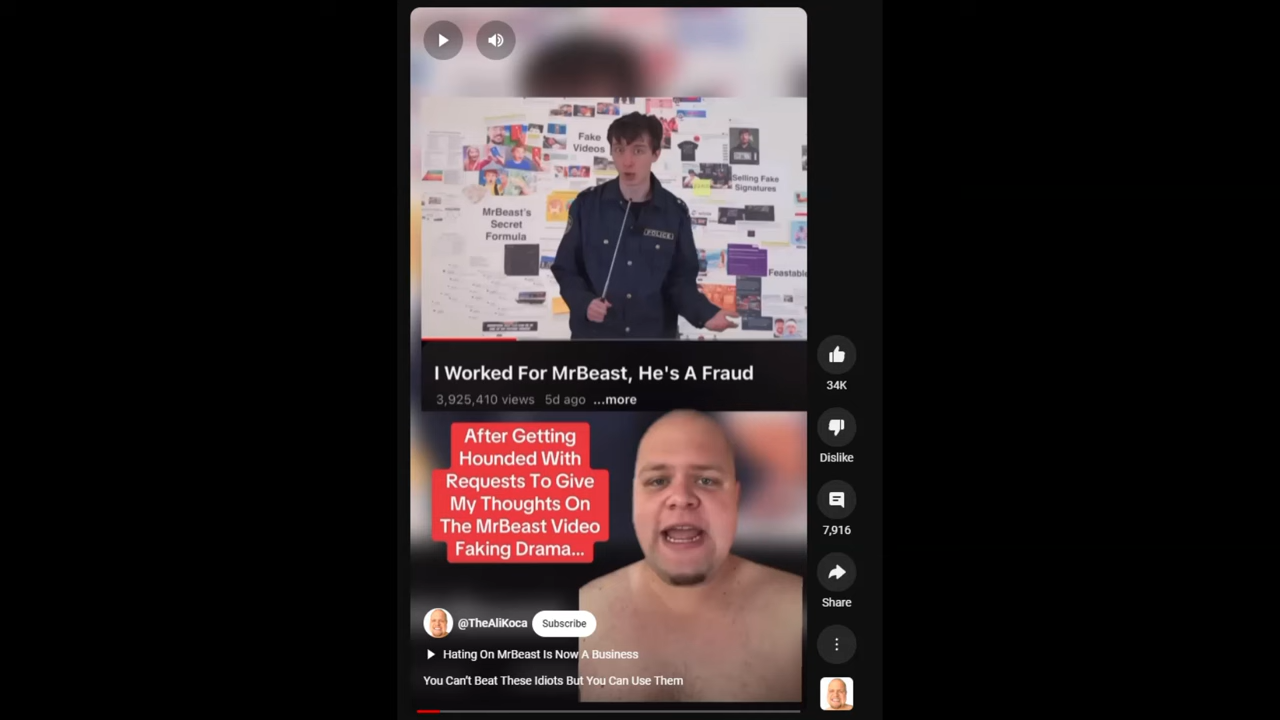 Fake
Videos
Selling Fake
Signatures
MrBeast's
Secret
Formula
POLICE
Feastable
I Worked For MrBeast, He's A Fraud
3,925,410 views 5d ago ...more
After Getting
Hounded With
Requests To Give
My Thoughts On
The MrBeast Video
Faking Drama...
@TheAliKoca Subscribe
Hating On MrBeast Is Now A Business
You Can't Beat These Idiots But You Can Use Them
34K
Dislike
7,916
Share